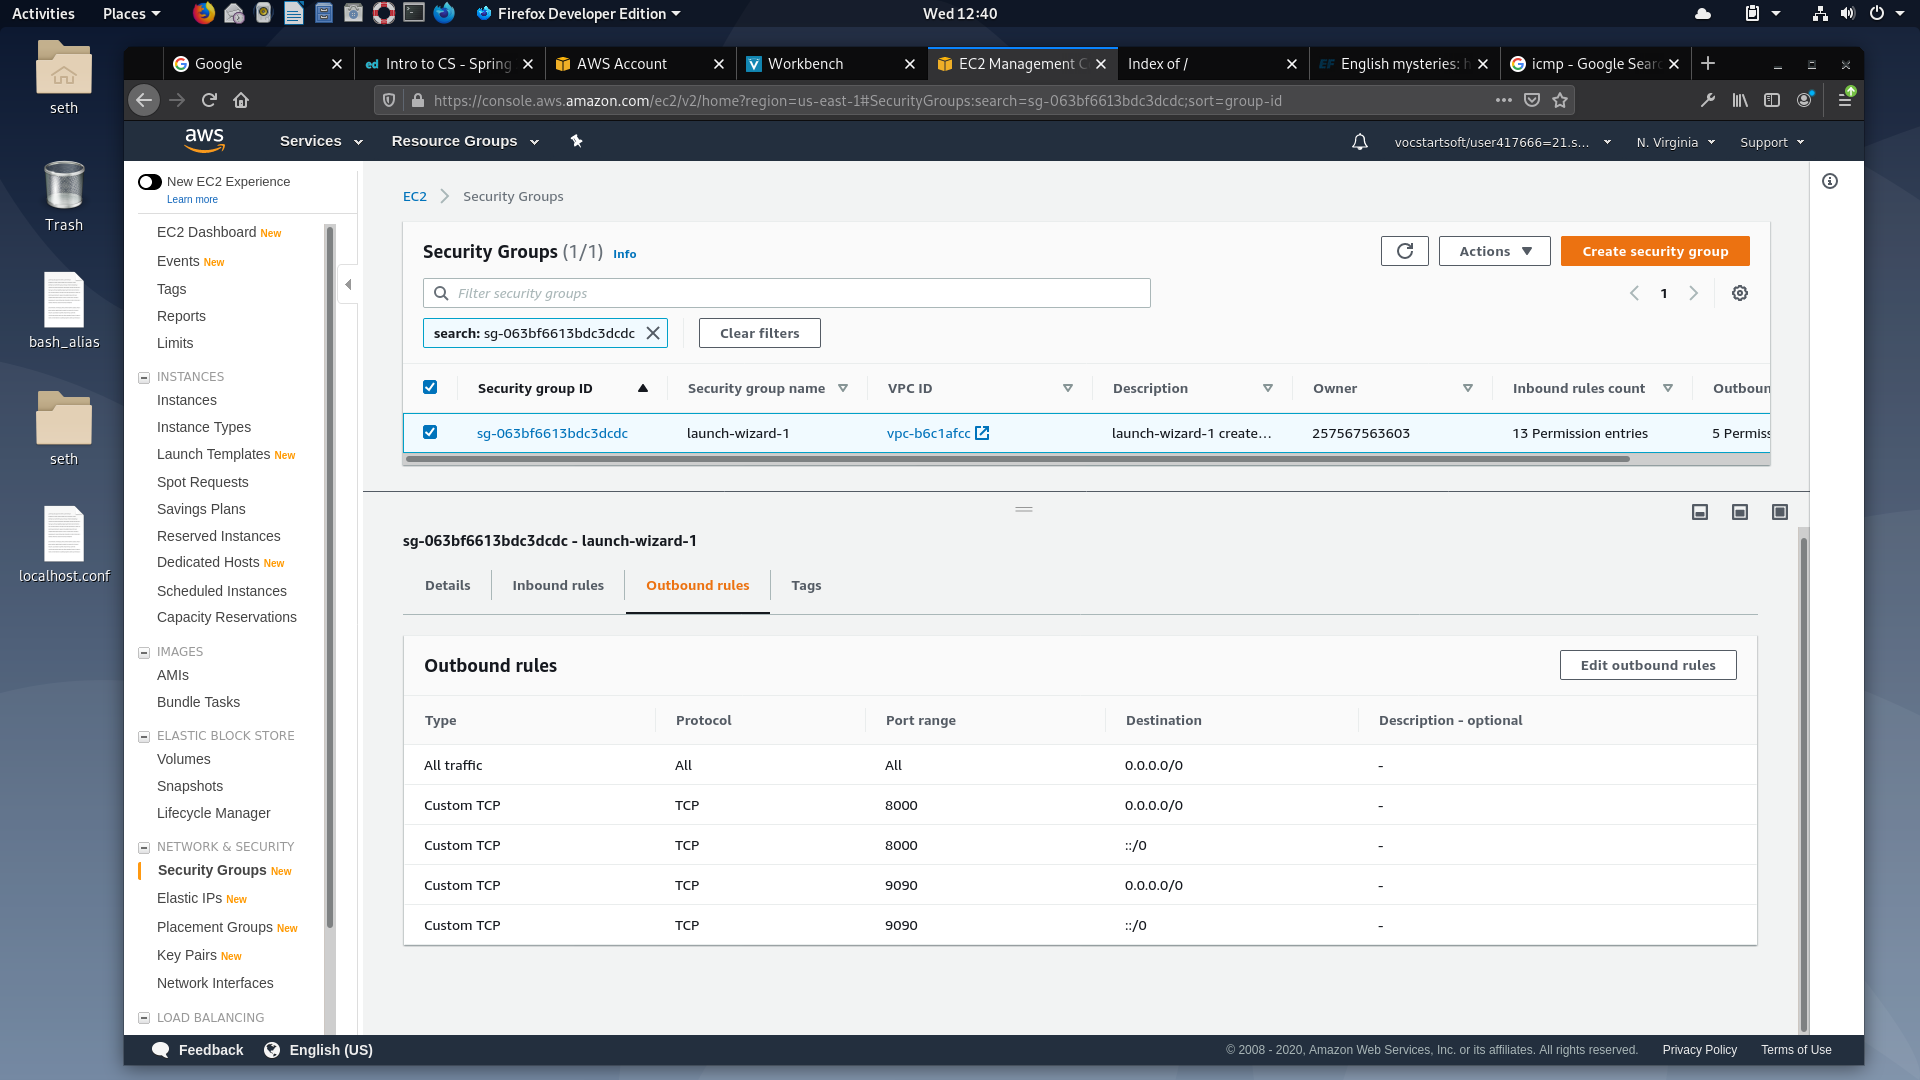 Activities Places Firefox Developer Edition Wed 12:40
seth
Trash
bash_alias
seth
localhost.conf
Google
Intro to CS - Spring
AWS Account
Workbench
EC2 Management C
Index of /
English mysteries: h
icmp - Google Searc
https://console.aws.amazon.com/ec2/v2/home?region=us-east-1#SecurityGroups:search=sg-063bf6613bdc3dcdc;sort=group-id
aws Services Resource Groups vocstartsoft/user417666=21.s... N. Virginia Support
New EC2 Experience
Learn more
EC2 Dashboard New
Events New
Tags
Reports
Limits
INSTANCES
Instances
Instance Types
Launch Templates New
Spot Requests
Savings Plans
Reserved Instances
Dedicated Hosts New
Scheduled Instances
Capacity Reservations
IMAGES
AMIs
Bundle Tasks
ELASTIC BLOCK STORE
Volumes
Snapshots
Lifecycle Manager
NETWORK & SECURITY
Security Groups New
Elastic IPs New
Placement Groups New
Key Pairs New
Network Interfaces
LOAD BALANCING
EC2 Security Groups
Security Groups (1/1) Info
Actions
Create security group
Filter security groups
1
search: sg-063bf6613bdc3dcdc
Clear filters
Security group ID Security group name VPC ID Description Owner Inbound rules count Outboun
sg-063bf6613bdc3dcdc launch-wizard-1 vpc-b6c1afcc launch-wizard-1 create... 257567563603 13 Permission entries 5 Permiss
sg-063bf6613bdc3dcdc - launch-wizard-1
Details Inbound rules Outbound rules Tags
Outbound rules
Edit outbound rules
Type Protocol Port range Destination Description - optional
All traffic All All 0.0.0.0/0 -
Custom TCP TCP 8000 0.0.0.0/0 -
Custom TCP TCP 8000 ::/0 -
Custom TCP TCP 9090 0.0.0.0/0 -
Custom TCP TCP 9090 ::/0 -
Feedback English (US) © 2008 - 2020, Amazon Web Services, Inc. or its affiliates. All rights reserved. Privacy Policy Terms of Use